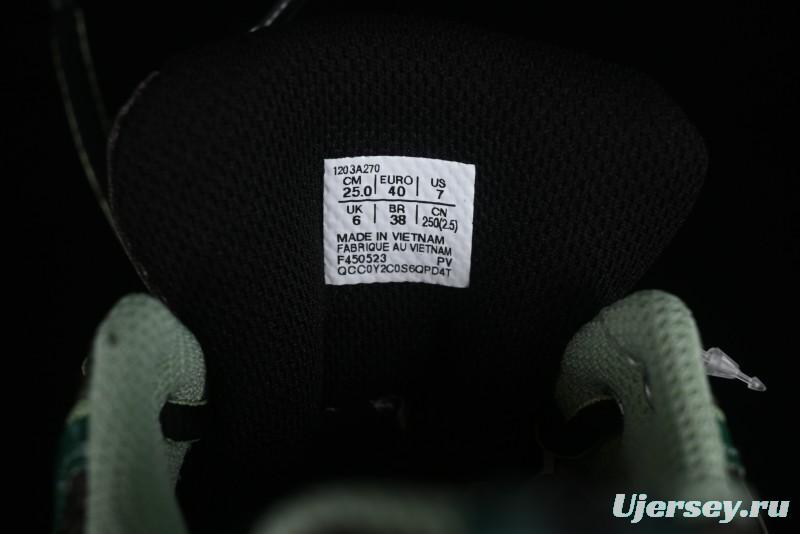 1203A270
CM EURO US
25.0 40 7
UK BR CN
6 38 250(2.5)
MADE IN VIETNAM
FABRIQUE AU VIETNAM
F450523 PV
QCC0Y2C0S6QPD4T
Ujersey.ru